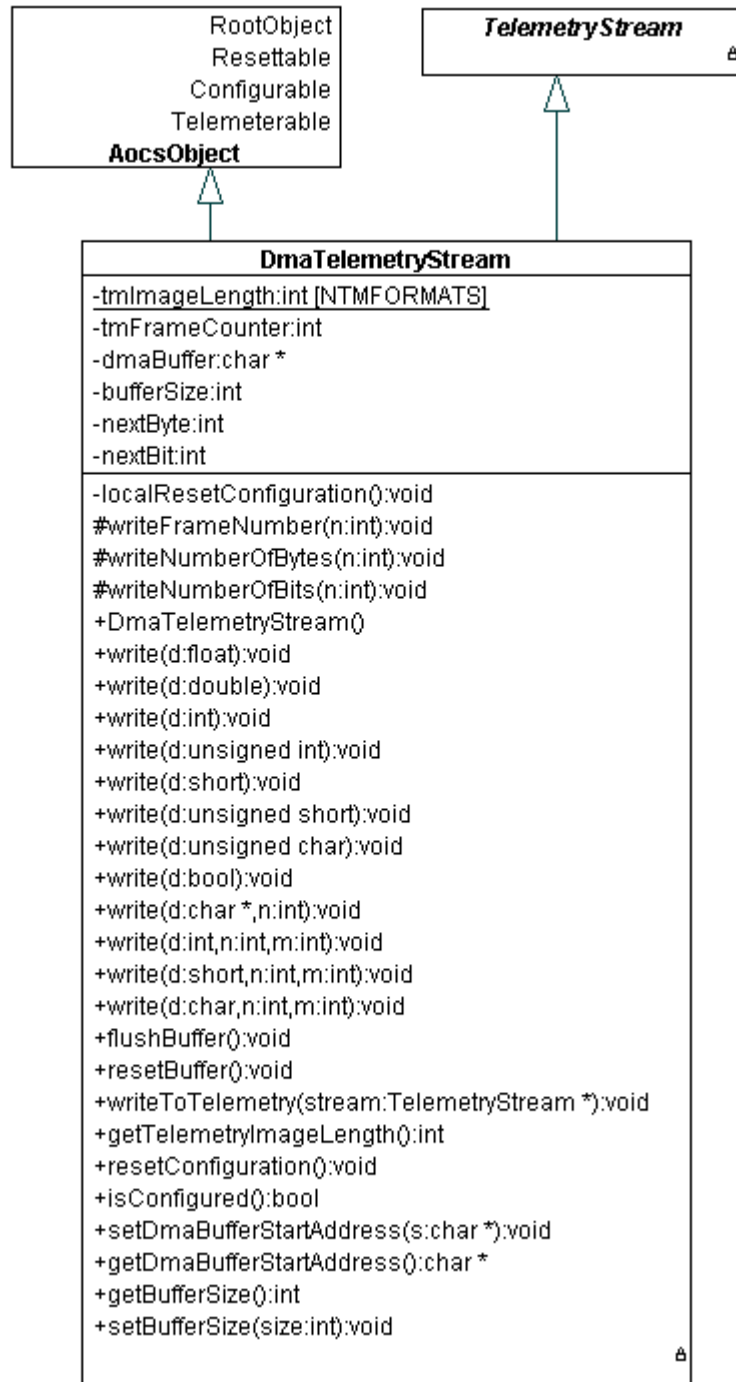 RootObject
Resettable
Configurable
Telemeterable
AocsObject
TelemetryStream
DmaTelemetryStream
-tmImageLength:int [NTMFORMATS]
-tmFrameCounter:int
-dmaBuffer:char *
-bufferSize:int
-nextByte:int
-nextBit:int
-localResetConfiguration():void
#writeFrameNumber(n:int):void
#writeNumberOfBytes(n:int):void
#writeNumberOfBits(n:int):void
+DmaTelemetryStream()
+write(d:float):void
+write(d:double):void
+write(d:int):void
+write(d:unsigned int):void
+write(d:short):void
+write(d:unsigned short):void
+write(d:unsigned char):void
+write(d:bool):void
+write(d:char *,n:int):void
+write(d:int,n:int,m:int):void
+write(d:short,n:int,m:int):void
+write(d:char,n:int,m:int):void
+flushBuffer():void
+resetBuffer():void
+writeToTelemetry(stream:TelemetryStream *):void
+getTelemetryImageLength():int
+resetConfiguration():void
+isConfigured():bool
+setDmaBufferStartAddress(s:char *):void
+getDmaBufferStartAddress():char *
+getBufferSize():int
+setBufferSize(size:int):void